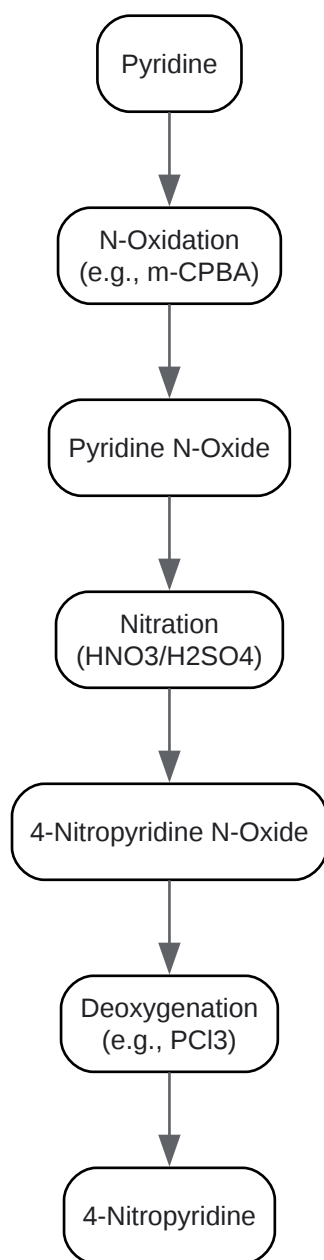 Pyridine
N-Oxidation
(e.g., m-CPBA)
Pyridine N-Oxide
Nitration
(HNO3/H2SO4)
4-Nitropyridine N-Oxide
Deoxygenation
(e.g., PCl3)
4-Nitropyridine